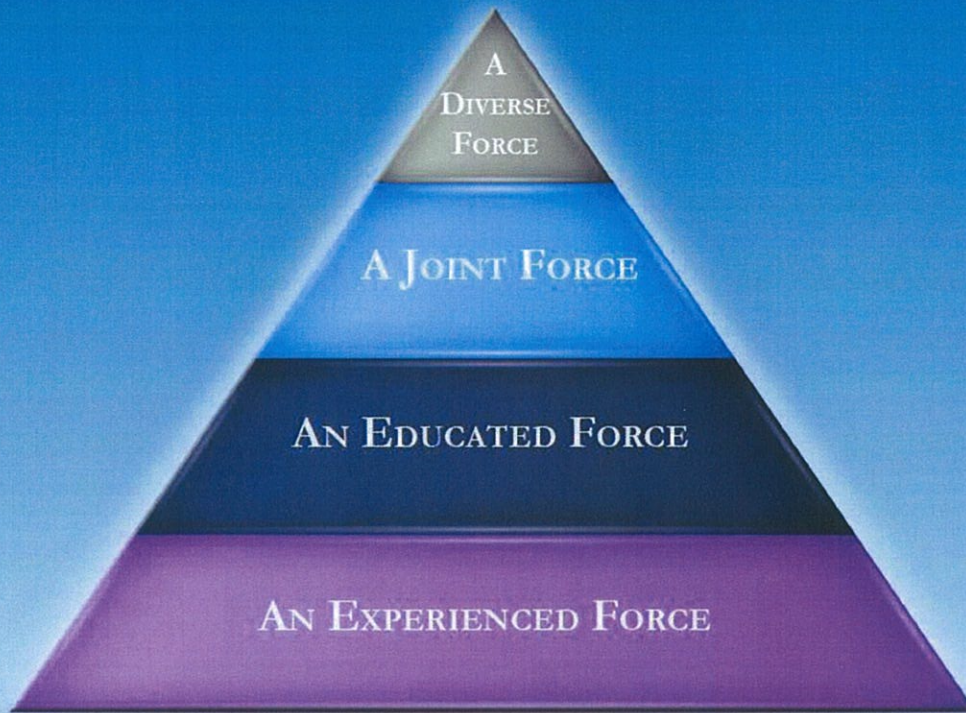 A
DIVERSE
FORCE
A JOINT FORCE
AN EDUCATED FORCE
AN EXPERIENCED FORCE